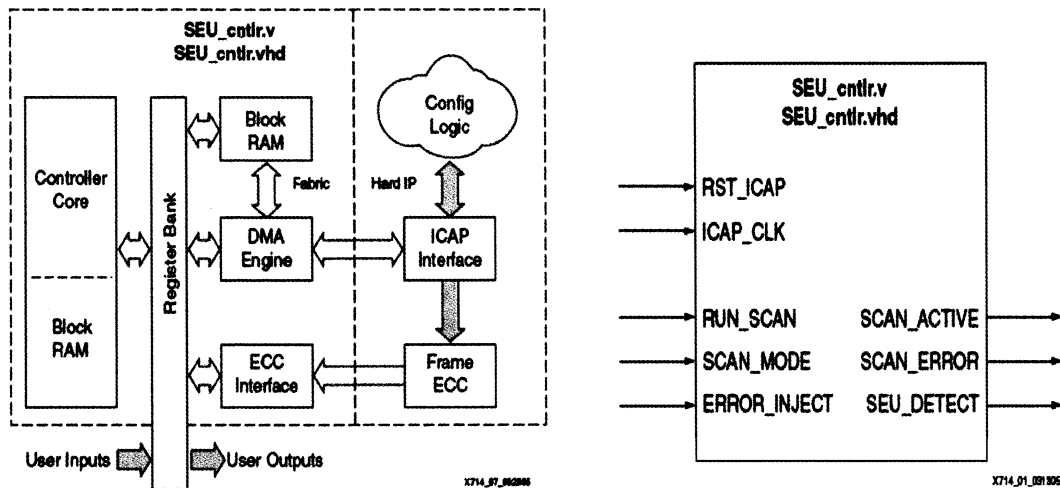 SEU_cntlr.v
SEU_cntlr.vhd
Controller
Core
Block
RAM
Register Bank
Block
RAM
Fabric
DMA
Engine
ECC
Interface
Config
Logic
Hard IP
ICAP
Interface
Frame
ECC
User Inputs
User Outputs
SEU_cntlr.v
SEU_cntlr.vhd
RST_ICAP
ICAP_CLK
RUN_SCAN SCAN_ACTIVE
SCAN_MODE SCAN_ERROR
ERROR_INJECT SEU_DETECT